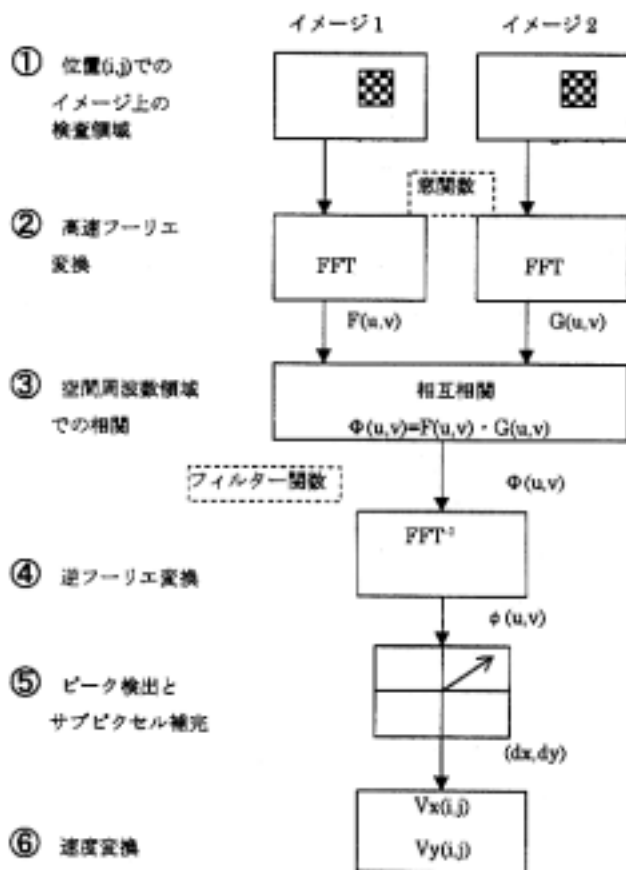 イメージ1
イメージ2
① 位置(i,j)での
イメージ上の
検査領域
窓関数
② 高速フーリエ
変換
FFT
FFT
F(u,v)
G(u,v)
③ 空間周波数領域
での相関
相互相関
Φ(u,v)=F(u,v)・G(u,v)
フィルター関数
Φ(u,v)
FFT⁻¹
④ 逆フーリエ変換
φ(u,v)
⑤ ピーク検出と
サブピクセル補完
(dx,dy)
Vx(i,j)
Vy(i,j)
⑥ 速度変換